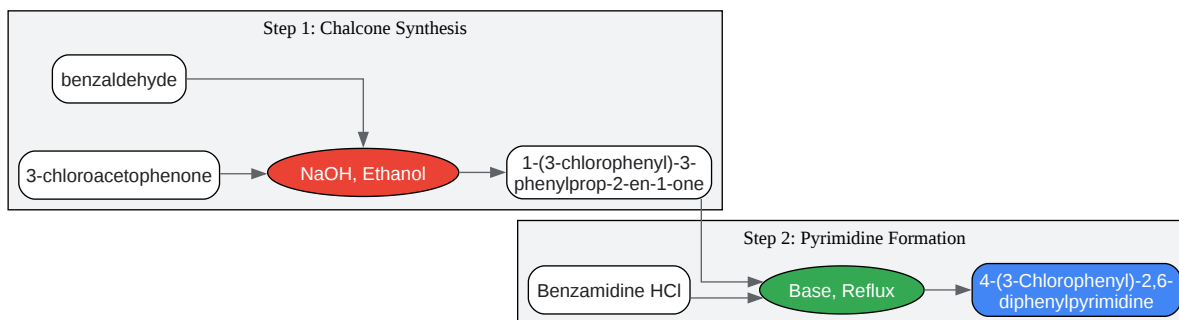 Step 1: Chalcone Synthesis
benzaldehyde
3-chloroacetophenone
NaOH, Ethanol
1-(3-chlorophenyl)-3-
phenylprop-2-en-1-one
Step 2: Pyrimidine Formation
Benzamidine HCl
Base, Reflux
4-(3-Chlorophenyl)-2,6-
diphenylpyrimidine